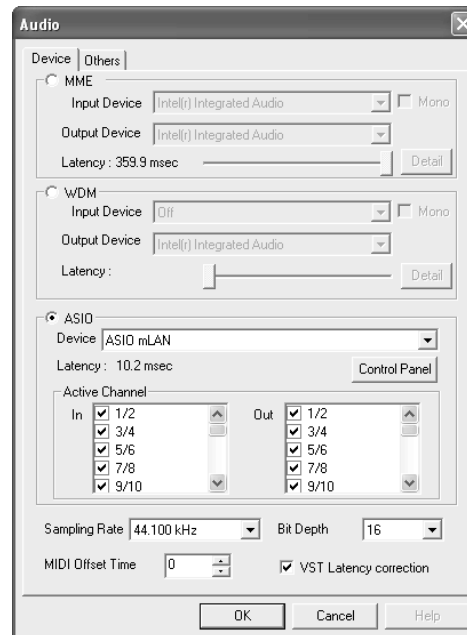 Audio
Device Others
MME
Input Device Intel(r) Integrated Audio Mono
Output Device Intel(r) Integrated Audio
Latency : 359.9 msec Detail
WDM
Input Device Off Mono
Output Device Intel(r) Integrated Audio
Latency : Detail
ASIO
Device ASIO mLAN
Latency : 10.2 msec Control Panel
Active Channel
In 1/2 Out 1/2
3/4 3/4
5/6 5/6
7/8 7/8
9/10 9/10
Sampling Rate 44.100 kHz Bit Depth 16
MIDI Offset Time 0 VST Latency correction
OK Cancel Help